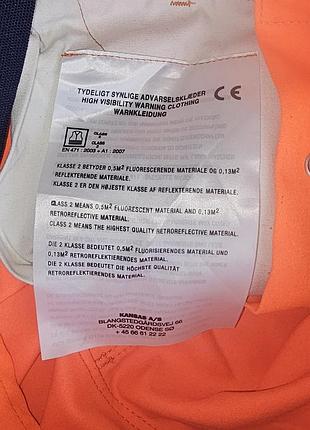 TYDELIGT SYNLIGE ADVARSELSKLÆDER
HIGH VISIBILITY WARNING CLOTHING
WARNKLEIDUNG
CE
CLASS
CLASS
EN 471 : 2003 + A1 : 2007
KLASSE 2 BETYDER 0,5M² FLUORESCERENDE MATERIALE OG 0,13M²
REFLEKTERENDE MATERIALE.
KLASSE 2 ER DEN HØJESTE KLASSE AF REFLEKTERENDE MATERIALE.
CLASS 2 MEANS 0,5M² FLUORESCENT MATERIAL AND 0,13M²
RETROREFLECTIVE MATERIAL.
CLASS 2 MEANS THE HIGHEST QUALITY RETROREFLECTIVE MATERIAL.
DIE 2 KLASSE BEDEUTET 0,5M² FLUORISIERENDES MATERIAL UND
0,13M² RETROREFLEKTIERENDES MATERIAL.
DIE 2 KLASSE BEDEUTET DIE HÖCHSTE QUALITÄT
RETROREFLEKTIERENDES MATERIAL.
KANSAS A/S
BLANGSTEDGÅRDSVEJ 66
DK-5220 ODENSE SØ
+ 45 66 61 22 22